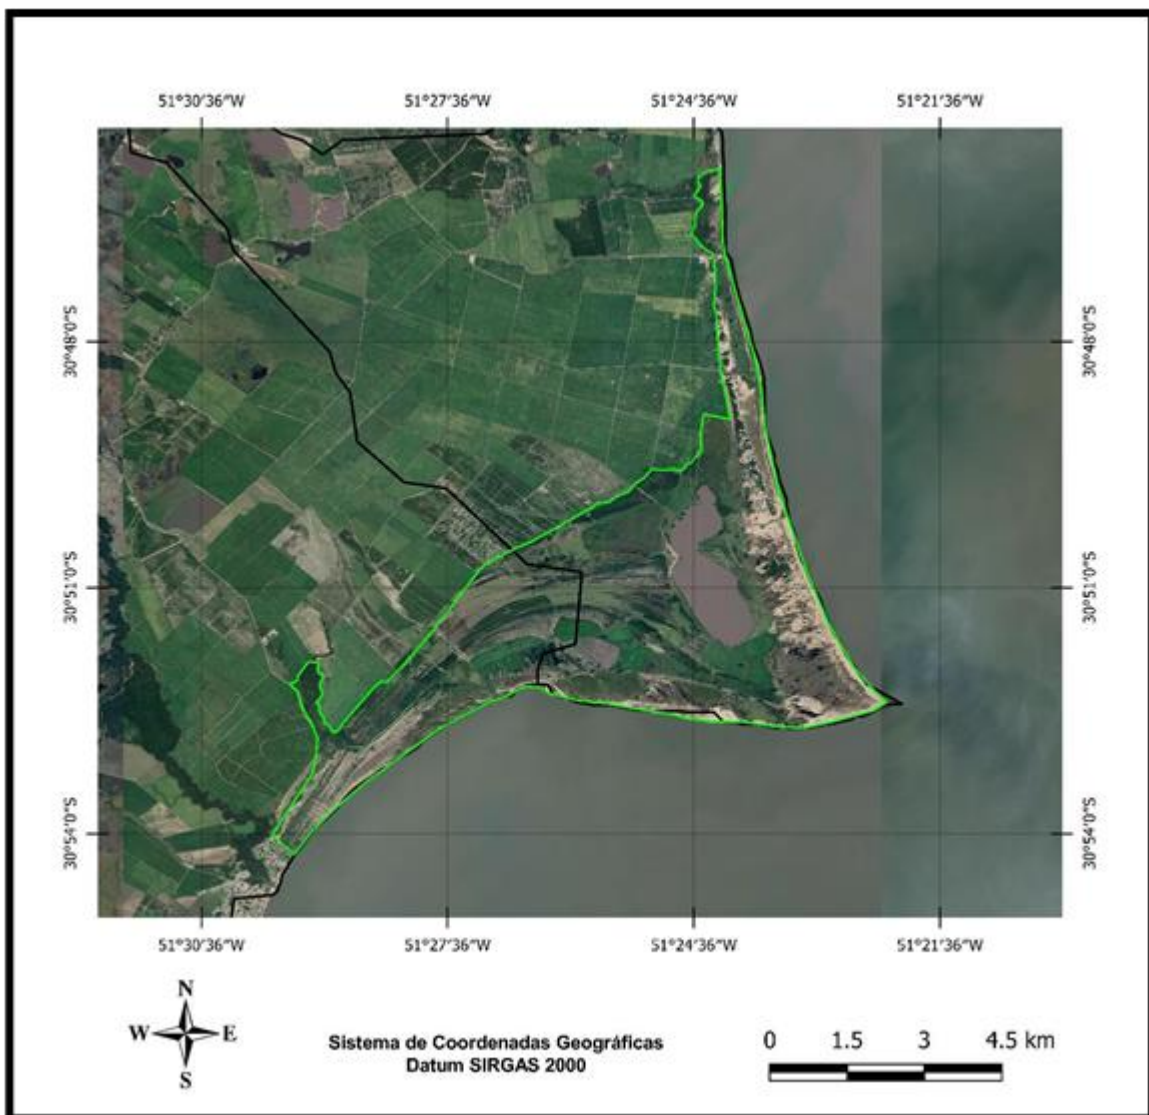 51°30′36″W 51°27′36″W 51°24′36″W 51°21′36″W
30°48′0″S 30°48′0″S
30°51′0″S 30°51′0″S
30°54′0″S 30°54′0″S
51°30′36″W 51°27′36″W 51°24′36″W 51°21′36″W
N
W E
S
Sistema de Coordenadas Geográficas
Datum SIRGAS 2000
0 1.5 3 4.5 km